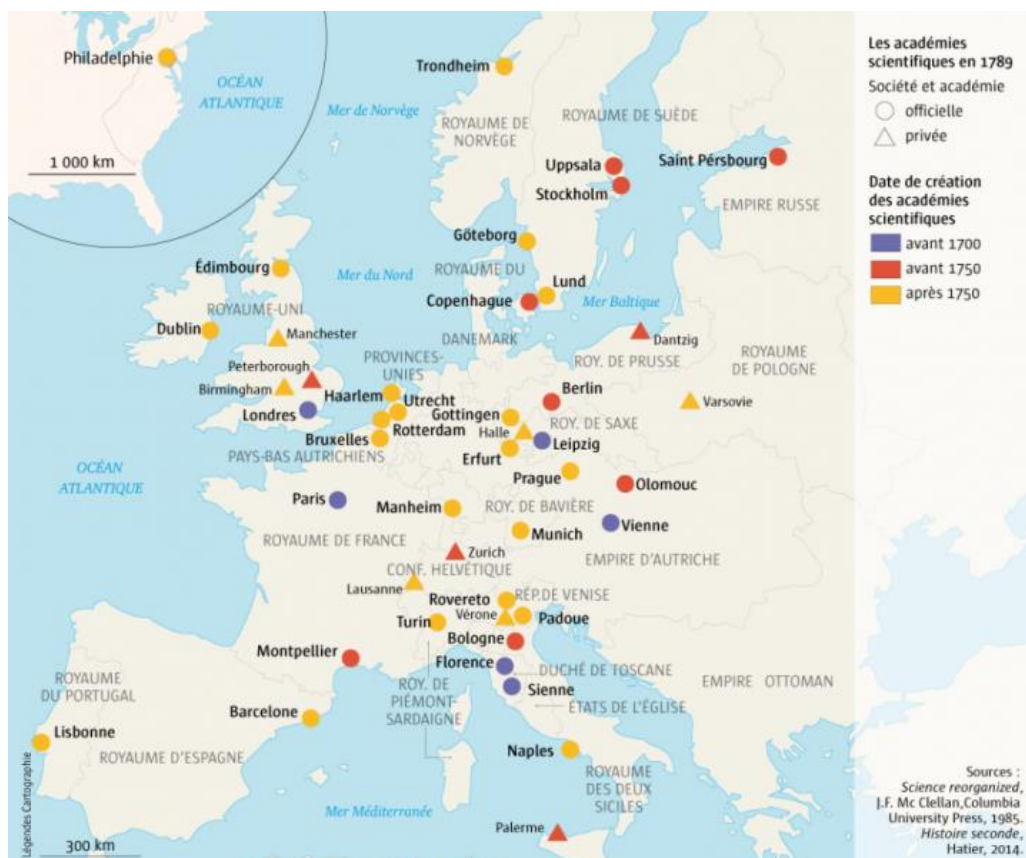 Philadelphie
OCÉAN
ATLANTIQUE
1 000 km
Trondheim
Mer de Norvège
ROYAUME DE
NORVÈGE
ROYAUME DE SUÈDE
Uppsala
Stockholm
Saint Pérsbourg
EMPIRE RUSSE
Göteborg
Édimbourg
Mer du Nord
ROYAUME DU
DANEMARK
Lund
Copenhague
Mer Baltique
ROYAUME-UNI
Dublin
Manchester
Dantzig
PROVINCES-
UNIES
ROY. DE PRUSSE
ROYAUME
DE POLOGNE
Peterborough
Birmingham
Haarlem
Utrecht
Berlin
Varsovie
Londres
Gottingen
ROY. DE SAXE
Rotterdam
Halle
Bruxelles
Leipzig
PAYS-BAS AUTRICHIENS
Erfurt
OCÉAN
ATLANTIQUE
Prague
Olomouc
Paris
Manheim
ROY. DE BAVIÈRE
Vienne
Munich
ROYAUME DE FRANCE
Zurich
EMPIRE D'AUTRICHE
CONF. HELVÉTIQUE
Lausanne
Rovereto
RÉP.DE VENISE
Vérone
Padoue
Turin
Bologne
Montpellier
Florence
DUCHÉ DE TOSCANE
ROYAUME
DU PORTUGAL
ROY. DE
PIÉMONT-
SARDAIGNE
Sienne
EMPIRE OTTOMAN
ÉTATS DE L'ÉGLISE
Barcelone
Lisbonne
ROYAUME D'ESPAGNE
Naples
ROYAUME
DES DEUX
SICILES
Mer Méditerranée
Palerme
300 km
Légendes Cartographie
Les académies
scientifiques en 1789
Société et académie
officielle
privée
Date de création
des académies
scientifiques
avant 1700
avant 1750
après 1750
Sources :
Science reorganized,
J.F. Mc Clellan,Columbia
University Press, 1985.
Histoire seconde,
Hatier, 2014.